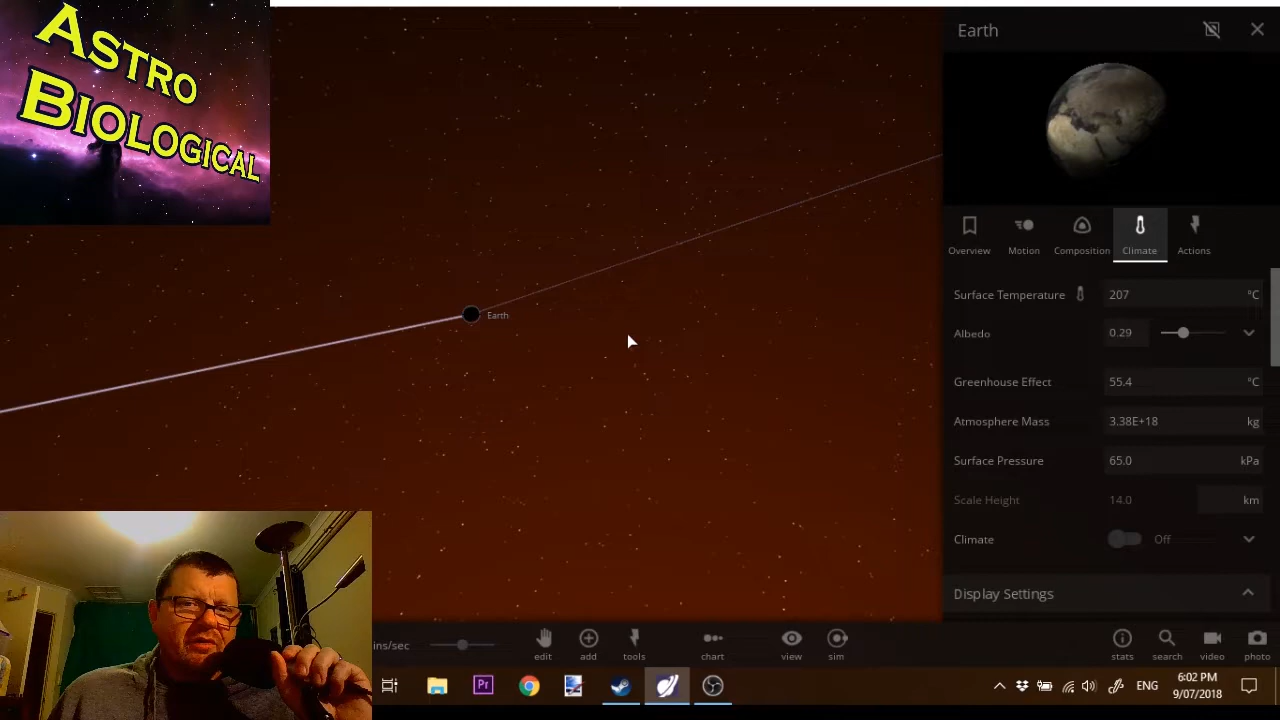 ASTRO
BIOLOGICAL
Earth
Earth
Overview
Motion
Composition
Climate
Actions
Surface Temperature 207 °C
Albedo 0.29
Greenhouse Effect 55.4 °C
Atmosphere Mass 3.38E+18 kg
Surface Pressure 65.0 kPa
Scale Height 14.0 km
Climate Off
Display Settings
ins/sec
edit
add
tools
chart
view
sim
stats
search
video
photo
Pr
ENG
6:02 PM
9/07/2018